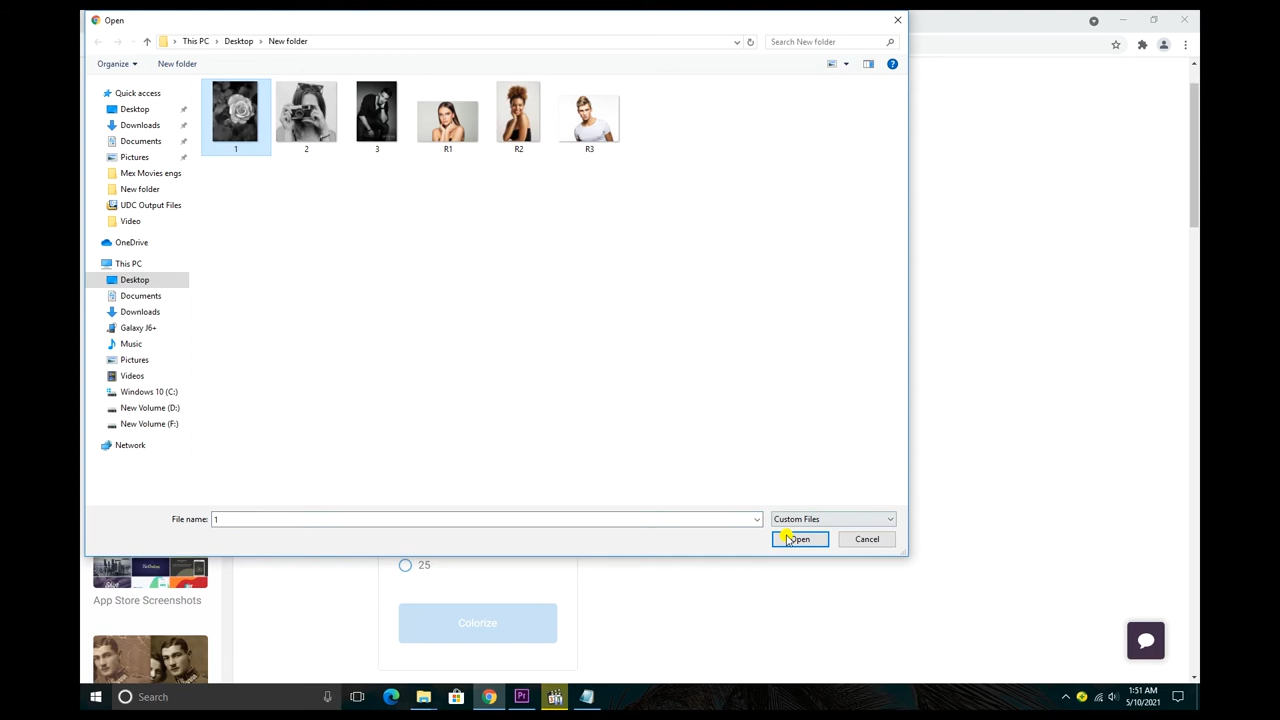 Open
This PC > Desktop > New folder
Search New folder
Organize
New folder
Quick access
Desktop
Downloads
Documents
Pictures
Mex Movies engs
New folder
UDC Output Files
Video
OneDrive
This PC
Desktop
Documents
Downloads
Galaxy J6+
Music
Pictures
Videos
Windows 10 (C:)
New Volume (D:)
New Volume (F:)
Network
1
2
3
R1
R2
R3
File name:
1
Custom Files
Open
Cancel
25
App Store Screenshots
Colorize
Search
Pr
1:51 AM
5/10/2021